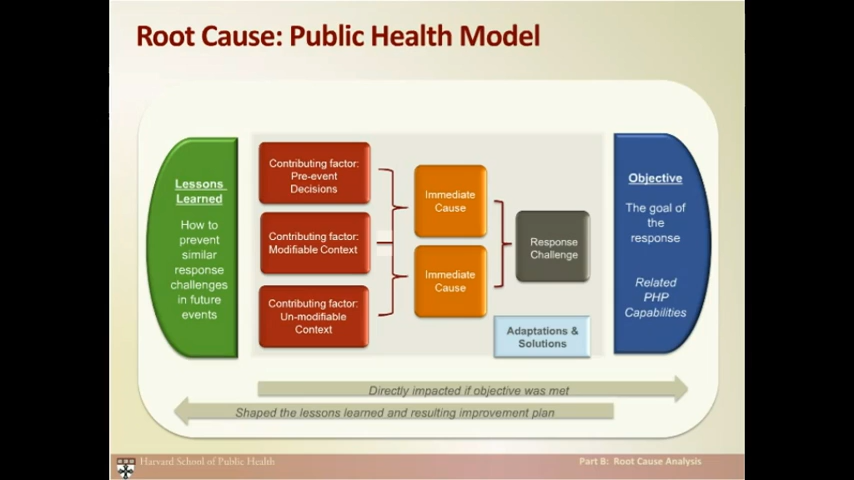 Root Cause: Public Health Model
Lessons
Learned
How to
prevent
similar
response
challenges
in future
events
Contributing factor:
Pre-event
Decisions
Contributing factor:
Modifiable Context
Contributing factor:
Un-modifiable
Context
Immediate
Cause
Immediate
Cause
Response
Challenge
Adaptations &
Solutions
Objective
The goal of
the
response
Related
PHP
Capabilities
Directly impacted if objective was met
Shaped the lessons learned and resulting improvement plan
Harvard School of Public Health
Part B: Root Cause Analysis